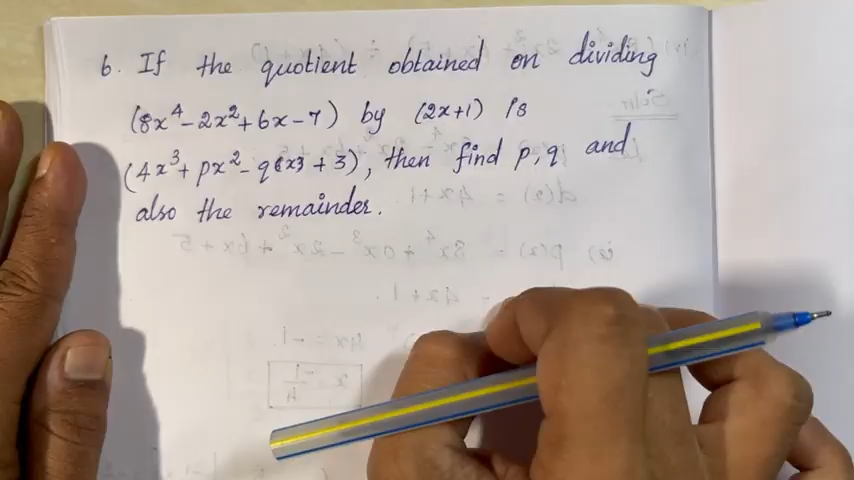 6. If the quotient obtained on dividing
(8x⁴-2x²+6x-7) by (2x+1) is
(4x³+px²-qx+3), then find p,q and
also the remainder.